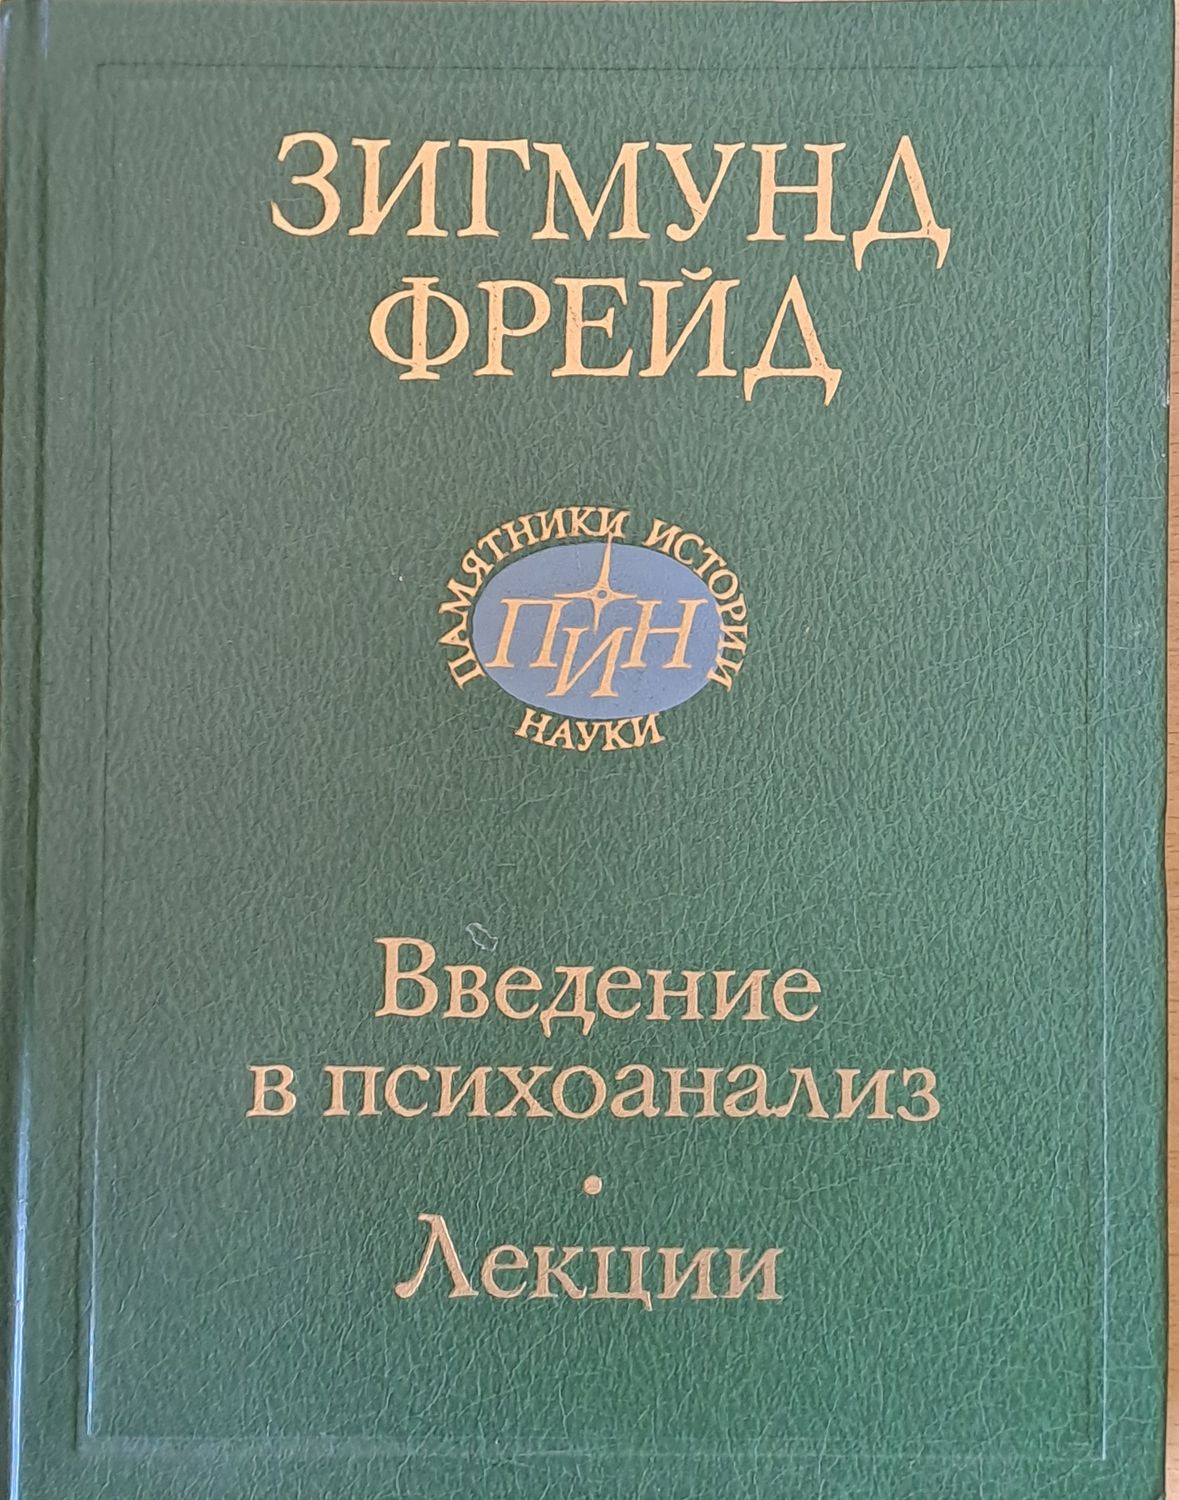 ЗИГМУНД
ФРЕЙД
ПАМЯТНИКИ ИСТОРИИ
ПИН
НАУКИ
Введение
в психоанализ
•
Лекции